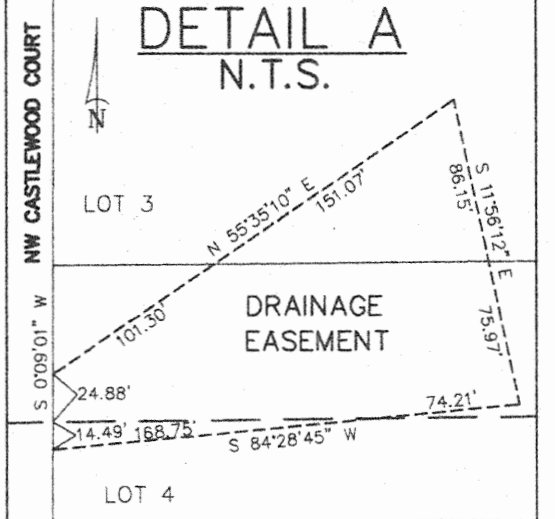 DETAIL A
N.T.S.
NW CASTLEWOOD COURT
N
LOT 3
N 55°35'10" E
151.07'
S 11°56'12" E
86.15'
S 0°09'01" W
101.30'
DRAINAGE
EASEMENT
75.97'
24.88'
74.21'
14.49'
168.75'
S 84°28'45" W
LOT 4